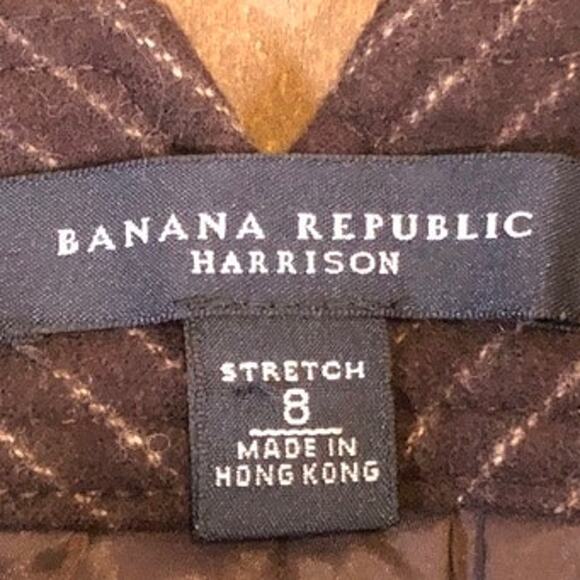 BANANA REPUBLIC
HARRISON
STRETCH
8
MADE IN
HONG KONG